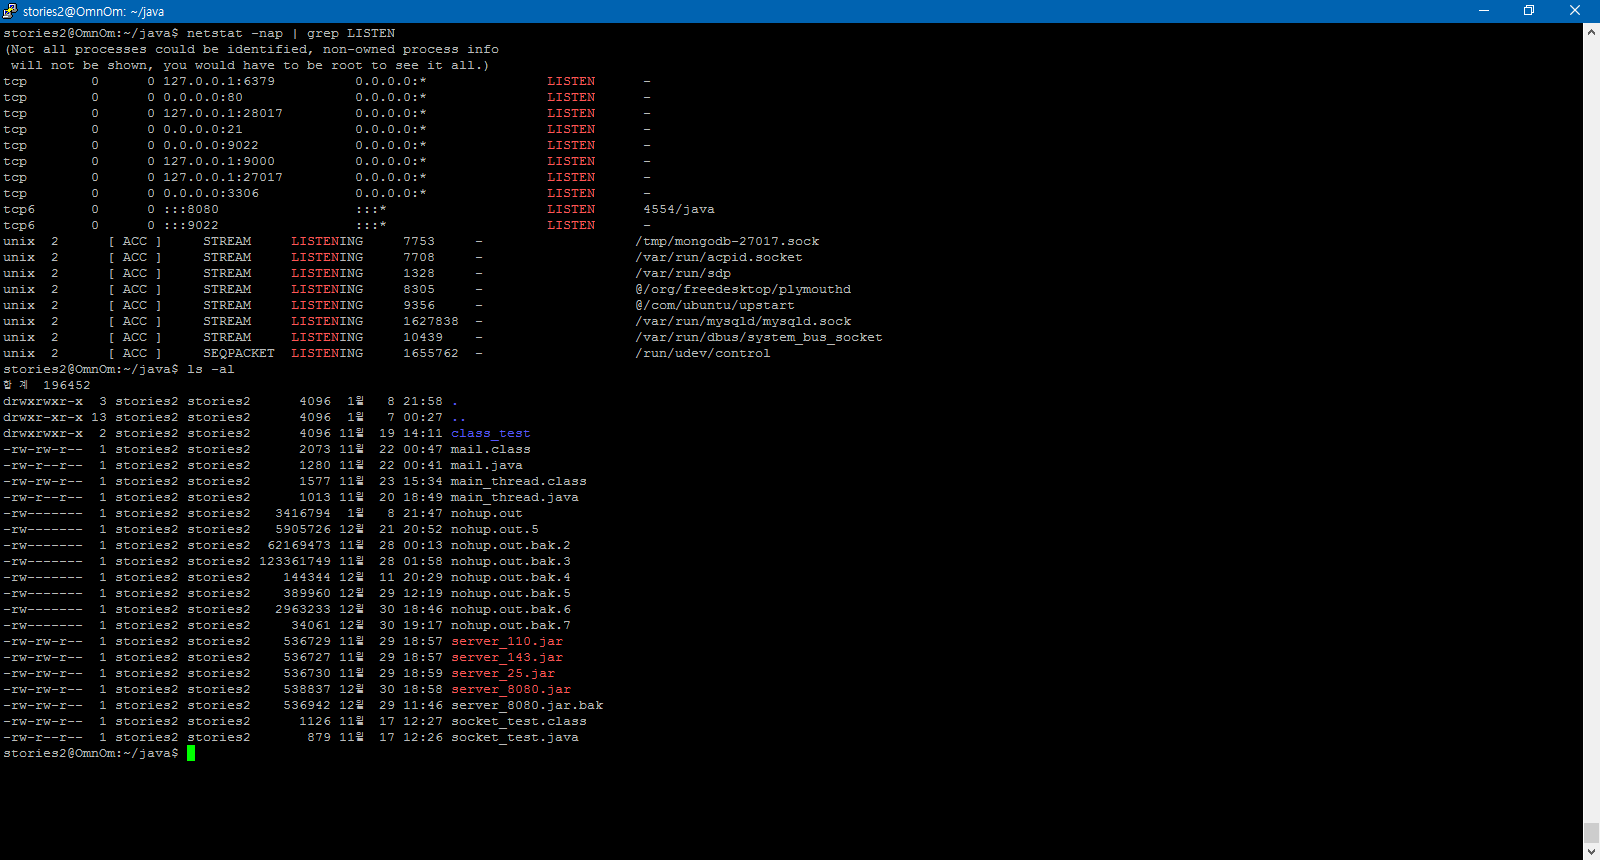 stories2@OmnOm: ~/java
stories2@OmnOm:~/java$ netstat -nap | grep LISTEN
(Not all processes could be identified, non-owned process info
 will not be shown, you would have to be root to see it all.)
tcp        0      0 127.0.0.1:6379          0.0.0.0:*               LISTEN      -
tcp        0      0 0.0.0.0:80              0.0.0.0:*               LISTEN      -
tcp        0      0 127.0.0.1:28017         0.0.0.0:*               LISTEN      -
tcp        0      0 0.0.0.0:21              0.0.0.0:*               LISTEN      -
tcp        0      0 0.0.0.0:9022            0.0.0.0:*               LISTEN      -
tcp        0      0 127.0.0.1:9000          0.0.0.0:*               LISTEN      -
tcp        0      0 127.0.0.1:27017         0.0.0.0:*               LISTEN      -
tcp        0      0 0.0.0.0:3306            0.0.0.0:*               LISTEN      -
tcp6       0      0 :::8080                 :::*                    LISTEN      4554/java
tcp6       0      0 :::9022                 :::*                    LISTEN      -
unix  2      [ ACC ]     STREAM     LISTENING     7753     -                   /tmp/mongodb-27017.sock
unix  2      [ ACC ]     STREAM     LISTENING     7708     -                   /var/run/acpid.socket
unix  2      [ ACC ]     STREAM     LISTENING     1328     -                   /var/run/sdp
unix  2      [ ACC ]     STREAM     LISTENING     8305     -                   @/org/freedesktop/plymouthd
unix  2      [ ACC ]     STREAM     LISTENING     9356     -                   @/com/ubuntu/upstart
unix  2      [ ACC ]     STREAM     LISTENING     1627838  -                   /var/run/mysqld/mysqld.sock
unix  2      [ ACC ]     STREAM     LISTENING     10439    -                   /var/run/dbus/system_bus_socket
unix  2      [ ACC ]     SEQPACKET  LISTENING     1655762  -                   /run/udev/control
stories2@OmnOm:~/java$ ls -al
합계 196452
drwxrwxr-x  3 stories2 stories2      4096  1월  8 21:58 .
drwxr-xr-x 13 stories2 stories2      4096  1월  7 00:27 ..
drwxrwxr-x  2 stories2 stories2      4096 11월 19 14:11 class_test
-rw-rw-r--  1 stories2 stories2      2073 11월 22 00:47 mail.class
-rw-r--r--  1 stories2 stories2      1280 11월 22 00:41 mail.java
-rw-rw-r--  1 stories2 stories2      1577 11월 23 15:34 main_thread.class
-rw-r--r--  1 stories2 stories2      1013 11월 20 18:49 main_thread.java
-rw-------  1 stories2 stories2   3416794  1월  8 21:47 nohup.out
-rw-------  1 stories2 stories2   5905726 12월 21 20:52 nohup.out.5
-rw-------  1 stories2 stories2  62169473 11월 28 00:13 nohup.out.bak.2
-rw-------  1 stories2 stories2 123361749 11월 28 01:58 nohup.out.bak.3
-rw-------  1 stories2 stories2    144344 12월 11 20:29 nohup.out.bak.4
-rw-------  1 stories2 stories2    389960 12월 29 12:19 nohup.out.bak.5
-rw-------  1 stories2 stories2   2963233 12월 30 18:46 nohup.out.bak.6
-rw-------  1 stories2 stories2     34061 12월 30 19:17 nohup.out.bak.7
-rw-rw-r--  1 stories2 stories2    536729 11월 29 18:57 server_110.jar
-rw-rw-r--  1 stories2 stories2    536727 11월 29 18:57 server_143.jar
-rw-rw-r--  1 stories2 stories2    536730 11월 29 18:59 server_25.jar
-rw-rw-r--  1 stories2 stories2    538837 12월 30 18:58 server_8080.jar
-rw-rw-r--  1 stories2 stories2    536942 12월 29 11:46 server_8080.jar.bak
-rw-rw-r--  1 stories2 stories2      1126 11월 17 12:27 socket_test.class
-rw-r--r--  1 stories2 stories2       879 11월 17 12:26 socket_test.java
stories2@OmnOm:~/java$